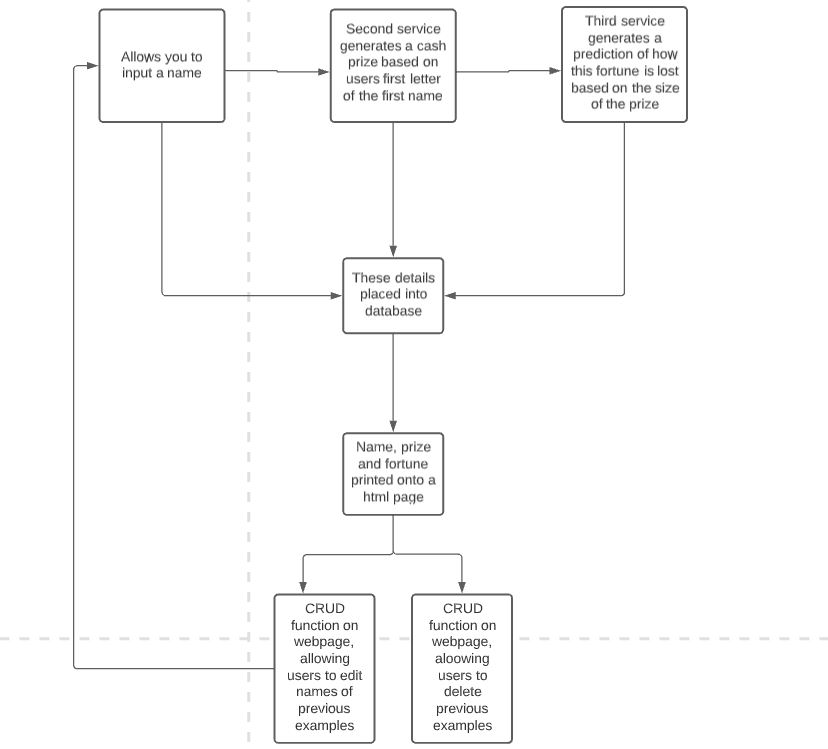 Allows you to
input a name
Second service
generates a cash
prize based on
users first letter
of the first name
Third service
generates a
prediction of how
this fortune is lost
based on the size
of the prize
These details
placed into
database
Name, prize
and fortune
printed onto a
html page
CRUD
function on
webpage,
allowing
users to edit
names of
previous
examples
CRUD
function on
webpage,
aloowing
users to
delete
previous
examples